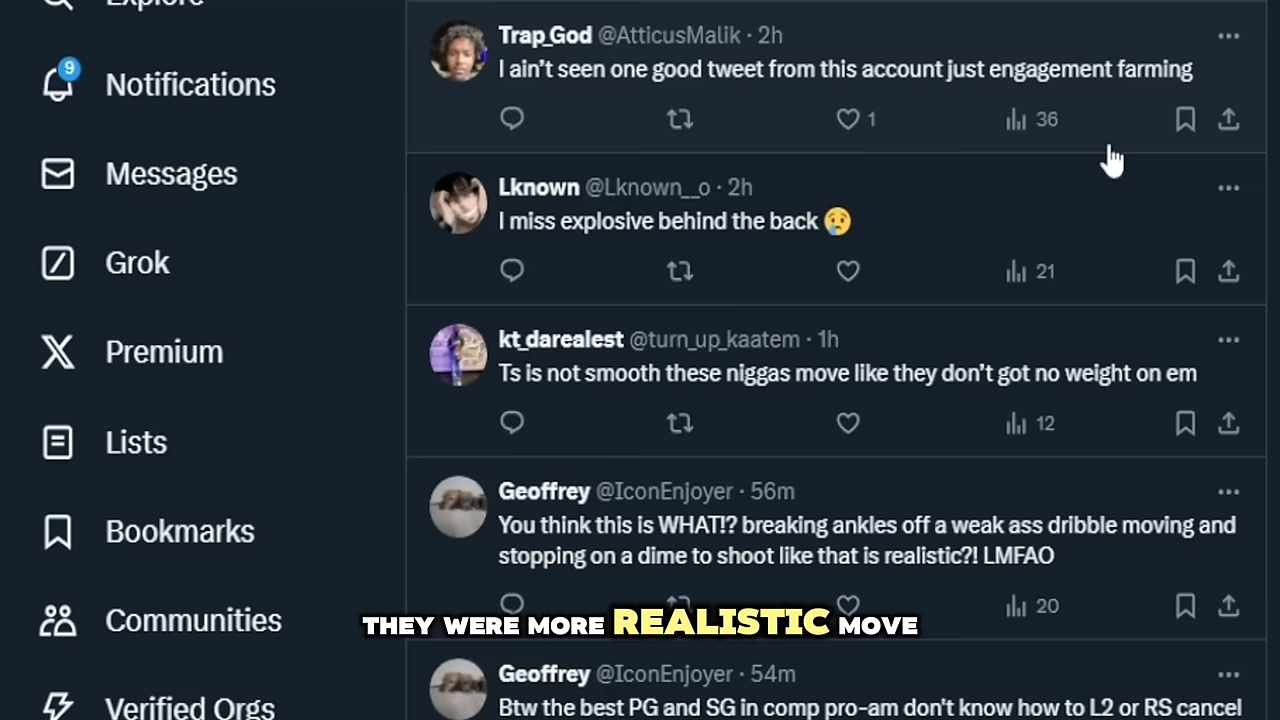 Explore
Notifications
9
Messages
Grok
Premium
Lists
Bookmarks
Communities
Verified Orgs
Trap_God @AtticusMalik · 2h
I ain't seen one good tweet from this account just engagement farming
1
36
Lknown @Lknown__o · 2h
I miss explosive behind the back 😢
21
kt_darealest @turn_up_kaatem · 1h
Ts is not smooth these niggas move like they don't got no weight on em
12
Geoffrey @IconEnjoyer · 56m
You think this is WHAT!? breaking ankles off a weak ass dribble moving and
stopping on a dime to shoot like that is realistic?! LMFAO
20
THEY WERE MORE REALISTIC MOVE
Geoffrey @IconEnjoyer · 54m
Btw the best PG and SG in comp pro-am don't know how to L2 or RS cancel